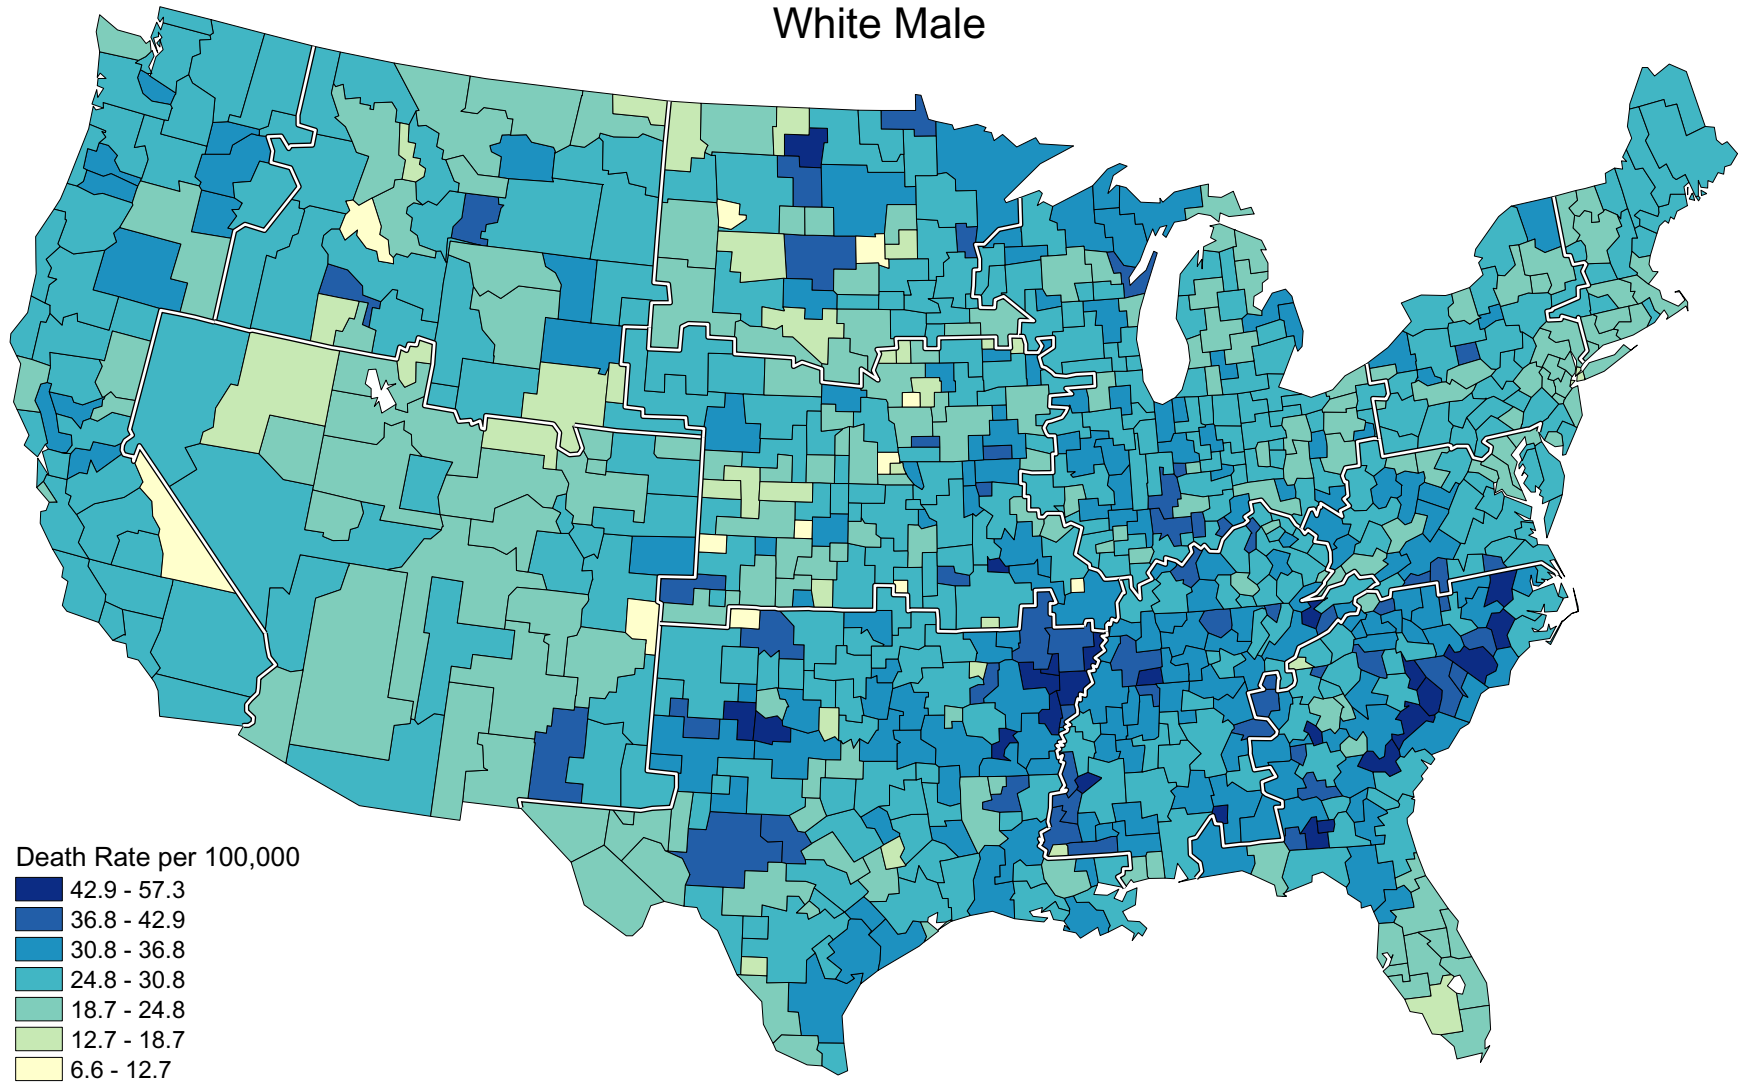 White Male
Death Rate per 100,000
42.9 - 57.3
36.8 - 42.9
30.8 - 36.8
24.8 - 30.8
18.7 - 24.8
12.7 - 18.7
6.6 - 12.7